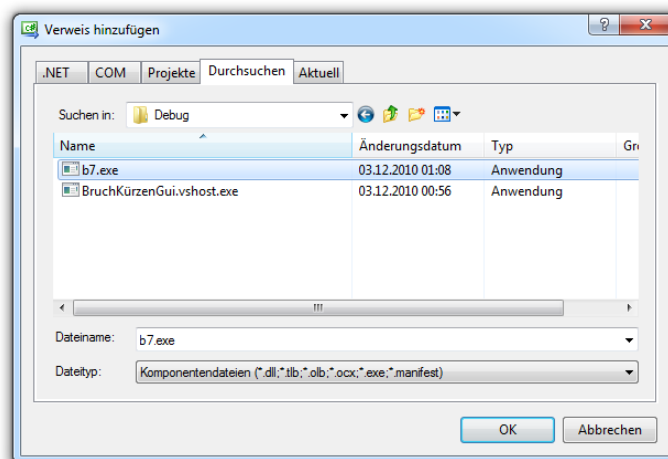 C# Verweis hinzufügen
.NET COM Projekte Durchsuchen Aktuell
Suchen in: Debug
Name Änderungsdatum Typ Grö
b7.exe 03.12.2010 01:08 Anwendung
BruchKürzenGui.vshost.exe 03.12.2010 00:56 Anwendung
Dateiname: b7.exe
Dateityp: Komponentendateien (*.dll;*.tlb;*.olb;*.ocx;*.exe;*.manifest)
OK Abbrechen